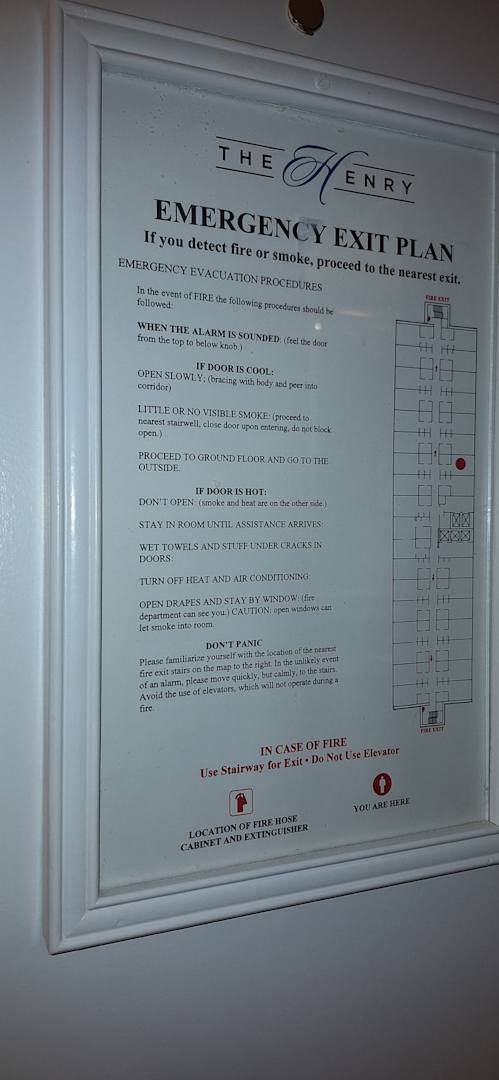 THE HENRY
EMERGENCY EXIT PLAN
If you detect fire or smoke, proceed to the nearest exit.
EMERGENCY EVACUATION PROCEDURES
In the event of FIRE the following procedures should be
followed:
WHEN THE ALARM IS SOUNDED: (feel the door
from the top to below knob.)
IF DOOR IS COOL:
OPEN SLOWLY; (bracing with body and peer into
corridor)
LITTLE OR NO VISIBLE SMOKE: (proceed to
nearest stairwell, close door upon entering, do not block
open.)
PROCEED TO GROUND FLOOR AND GO TO THE
OUTSIDE.
IF DOOR IS HOT:
DON'T OPEN: (smoke and heat are on the other side.)
STAY IN ROOM UNTIL ASSISTANCE ARRIVES:
WET TOWELS AND STUFF UNDER CRACKS IN
DOORS:
TURN OFF HEAT AND AIR CONDITIONING:
OPEN DRAPES AND STAY BY WINDOW: (fire
department can see you.) CAUTION: open windows can
let smoke into room.
DON'T PANIC
Please familiarize yourself with the location of the nearest
fire exit stairs on the map to the right. In the unlikely event
of an alarm, please move quickly, but calmly, to the stairs.
Avoid the use of elevators, which will not operate during a
fire.
FIRE EXIT
FIRE EXIT
IN CASE OF FIRE
Use Stairway for Exit • Do Not Use Elevator
LOCATION OF FIRE HOSE
CABINET AND EXTINGUISHER
YOU ARE HERE